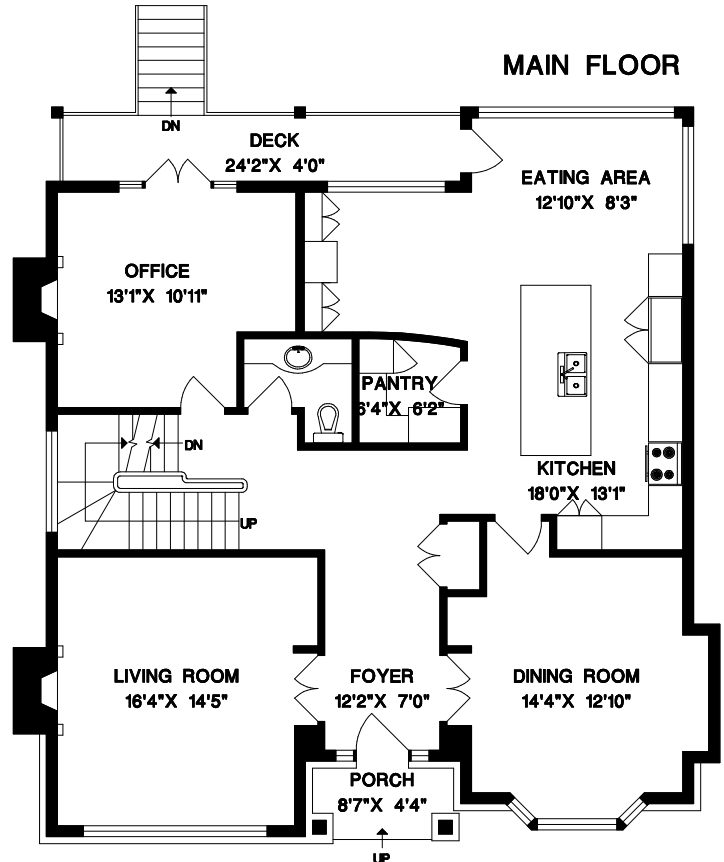 MAIN FLOOR
DN
DECK
24'2"X 4'0"
EATING AREA
12'10"X 8'3"
OFFICE
13'1"X 10'11"
PANTRY
6'4"X 6'2"
DN
KITCHEN
18'0"X 13'1"
UP
LIVING ROOM
16'4"X 14'5"
FOYER
12'2"X 7'0"
DINING ROOM
14'4"X 12'10"
PORCH
8'7"X 4'4"
UP